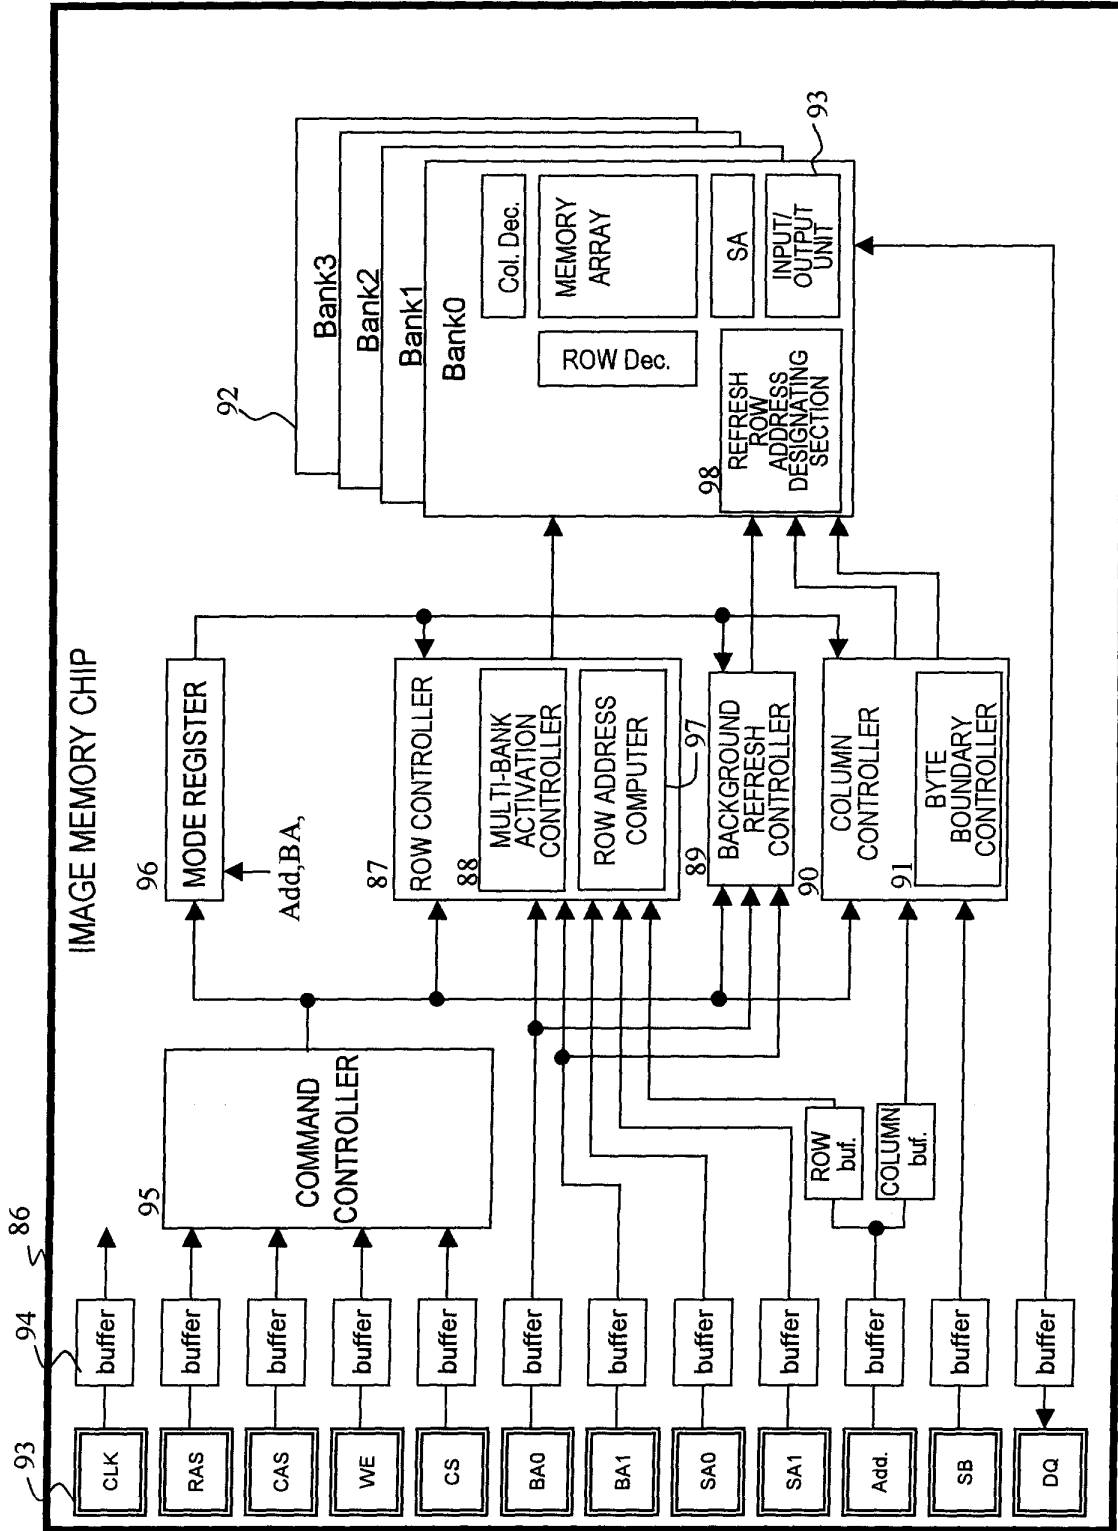 IMAGE MEMORY CHIP
86
93
94
CLK
buffer
RAS
buffer
CAS
buffer
WE
buffer
CS
buffer
BA0
buffer
BA1
buffer
SA0
buffer
SA1
buffer
Add.
buffer
SB
buffer
DQ
buffer
95
COMMAND
CONTROLLER
ROW
buf.
COLUMN
buf.
96
MODE REGISTER
Add,BA,
87
ROW CONTROLLER
88
MULTI-BANK
ACTIVATION
CONTROLLER
ROW ADDRESS
COMPUTER
97
89
BACKGROUND
REFRESH
CONTROLLER
90
COLUMN
CONTROLLER
91
BYTE
BOUNDARY
CONTROLLER
92
Bank3
Bank2
Bank1
Bank0
Col. Dec.
ROW Dec.
MEMORY
ARRAY
SA
98
REFRESH
ROW
ADDRESS
DESIGNATING
SECTION
INPUT/
OUTPUT
UNIT
93